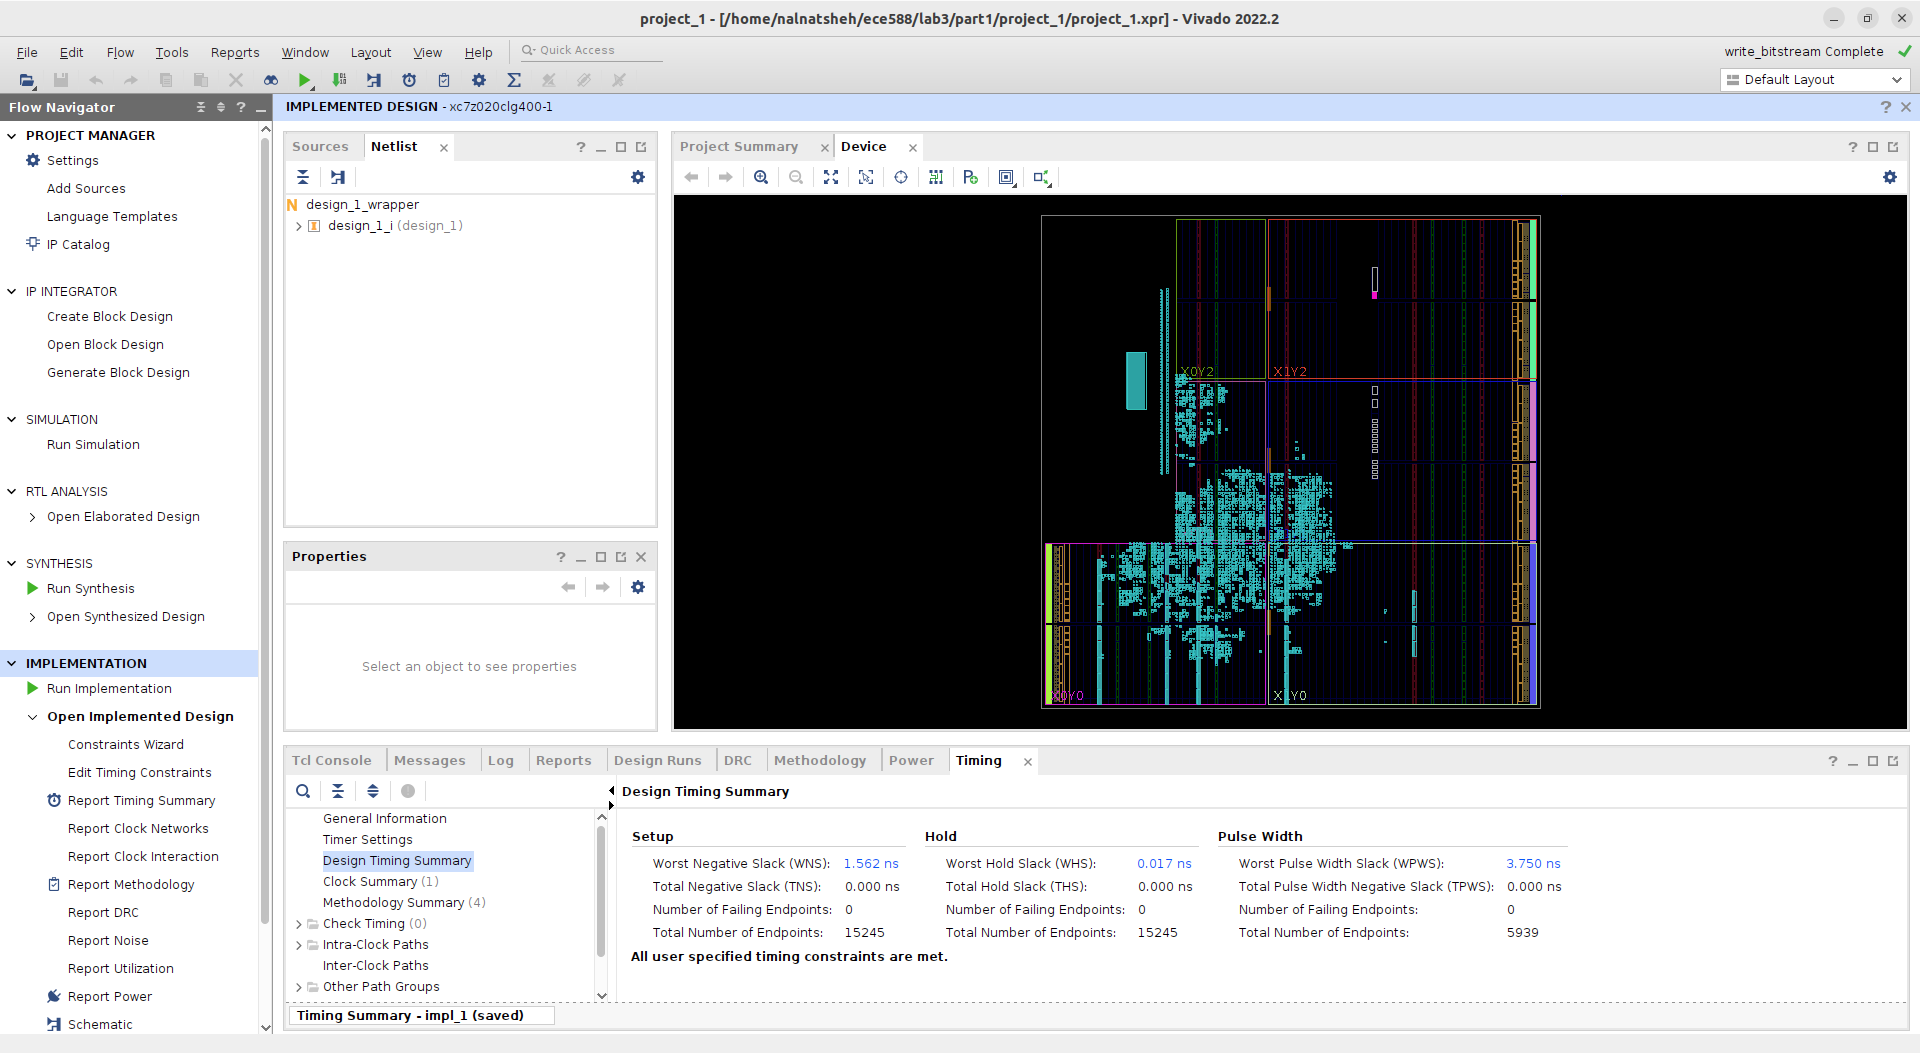 project_1 - [/home/nalnatsheh/ece588/lab3/part1/project_1/project_1.xpr] - Vivado 2022.2
File Edit Flow Tools Reports Window Layout View Help Quick Access
write_bitstream Complete
Default Layout
Flow Navigator
PROJECT MANAGER
Settings
Add Sources
Language Templates
IP Catalog
IP INTEGRATOR
Create Block Design
Open Block Design
Generate Block Design
SIMULATION
Run Simulation
RTL ANALYSIS
Open Elaborated Design
SYNTHESIS
Run Synthesis
Open Synthesized Design
IMPLEMENTATION
Run Implementation
Open Implemented Design
Constraints Wizard
Edit Timing Constraints
Report Timing Summary
Report Clock Networks
Report Clock Interaction
Report Methodology
Report DRC
Report Noise
Report Utilization
Report Power
Schematic
IMPLEMENTED DESIGN - xc7z020clg400-1
Sources Netlist
design_1_wrapper
design_1_i (design_1)
Properties
Select an object to see properties
Project Summary Device
X0Y2 X1Y2
X0Y0 X1Y0
Tcl Console Messages Log Reports Design Runs DRC Methodology Power Timing
General Information
Timer Settings
Design Timing Summary
Clock Summary (1)
Methodology Summary (4)
Check Timing (0)
Intra-Clock Paths
Inter-Clock Paths
Other Path Groups
Timing Summary - impl_1 (saved)
Design Timing Summary
Setup
Worst Negative Slack (WNS): 1.562 ns
Total Negative Slack (TNS): 0.000 ns
Number of Failing Endpoints: 0
Total Number of Endpoints: 15245
Hold
Worst Hold Slack (WHS): 0.017 ns
Total Hold Slack (THS): 0.000 ns
Number of Failing Endpoints: 0
Total Number of Endpoints: 15245
Pulse Width
Worst Pulse Width Slack (WPWS): 3.750 ns
Total Pulse Width Negative Slack (TPWS): 0.000 ns
Number of Failing Endpoints: 0
Total Number of Endpoints: 5939
All user specified timing constraints are met.